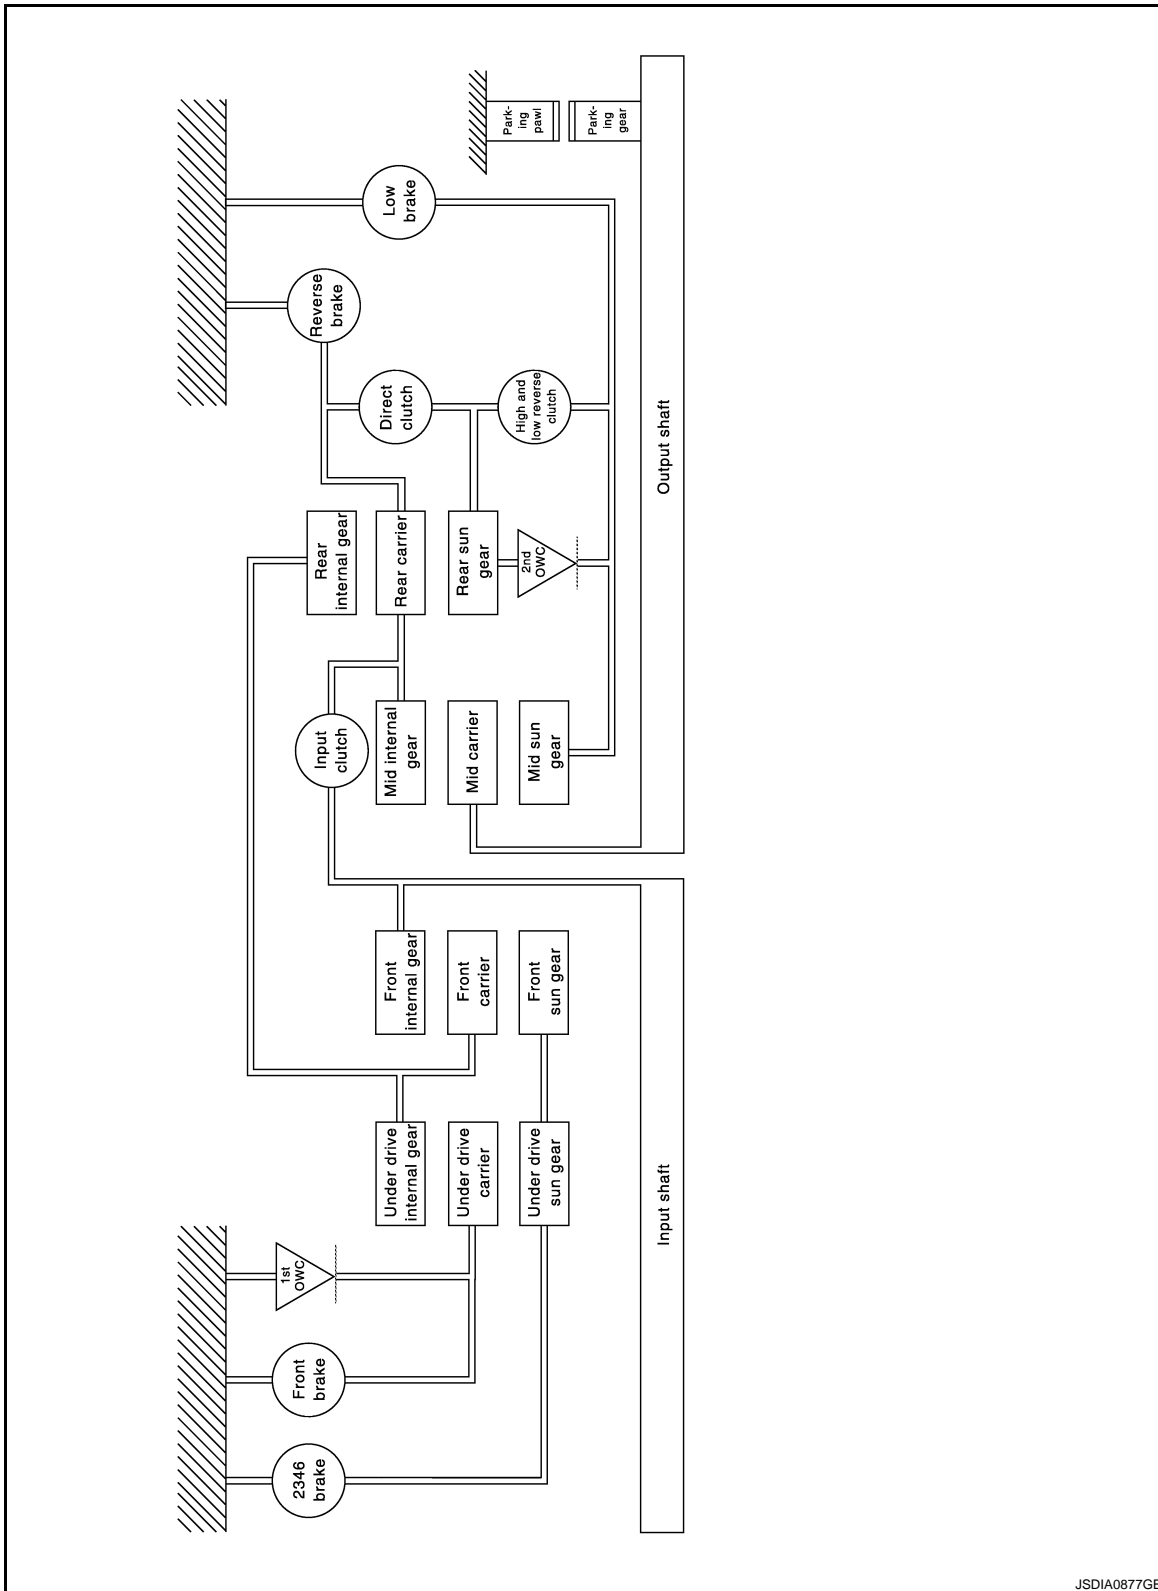 Park-
ing
pawl
Park-
ing
gear
Low
brake
Reverse
brake
Direct
clutch
High and
low reverse
clutch
Rear
internal gear
Rear carrier
Rear sun
gear
2nd
OWC
Output shaft
Input
clutch
Mid internal
gear
Mid carrier
Mid sun
gear
Front
internal gear
Front
carrier
Front
sun gear
Under drive
internal gear
Under drive
carrier
Under drive
sun gear
Input shaft
1st
OWC
Front
brake
2346
brake
JSDIA0877GB